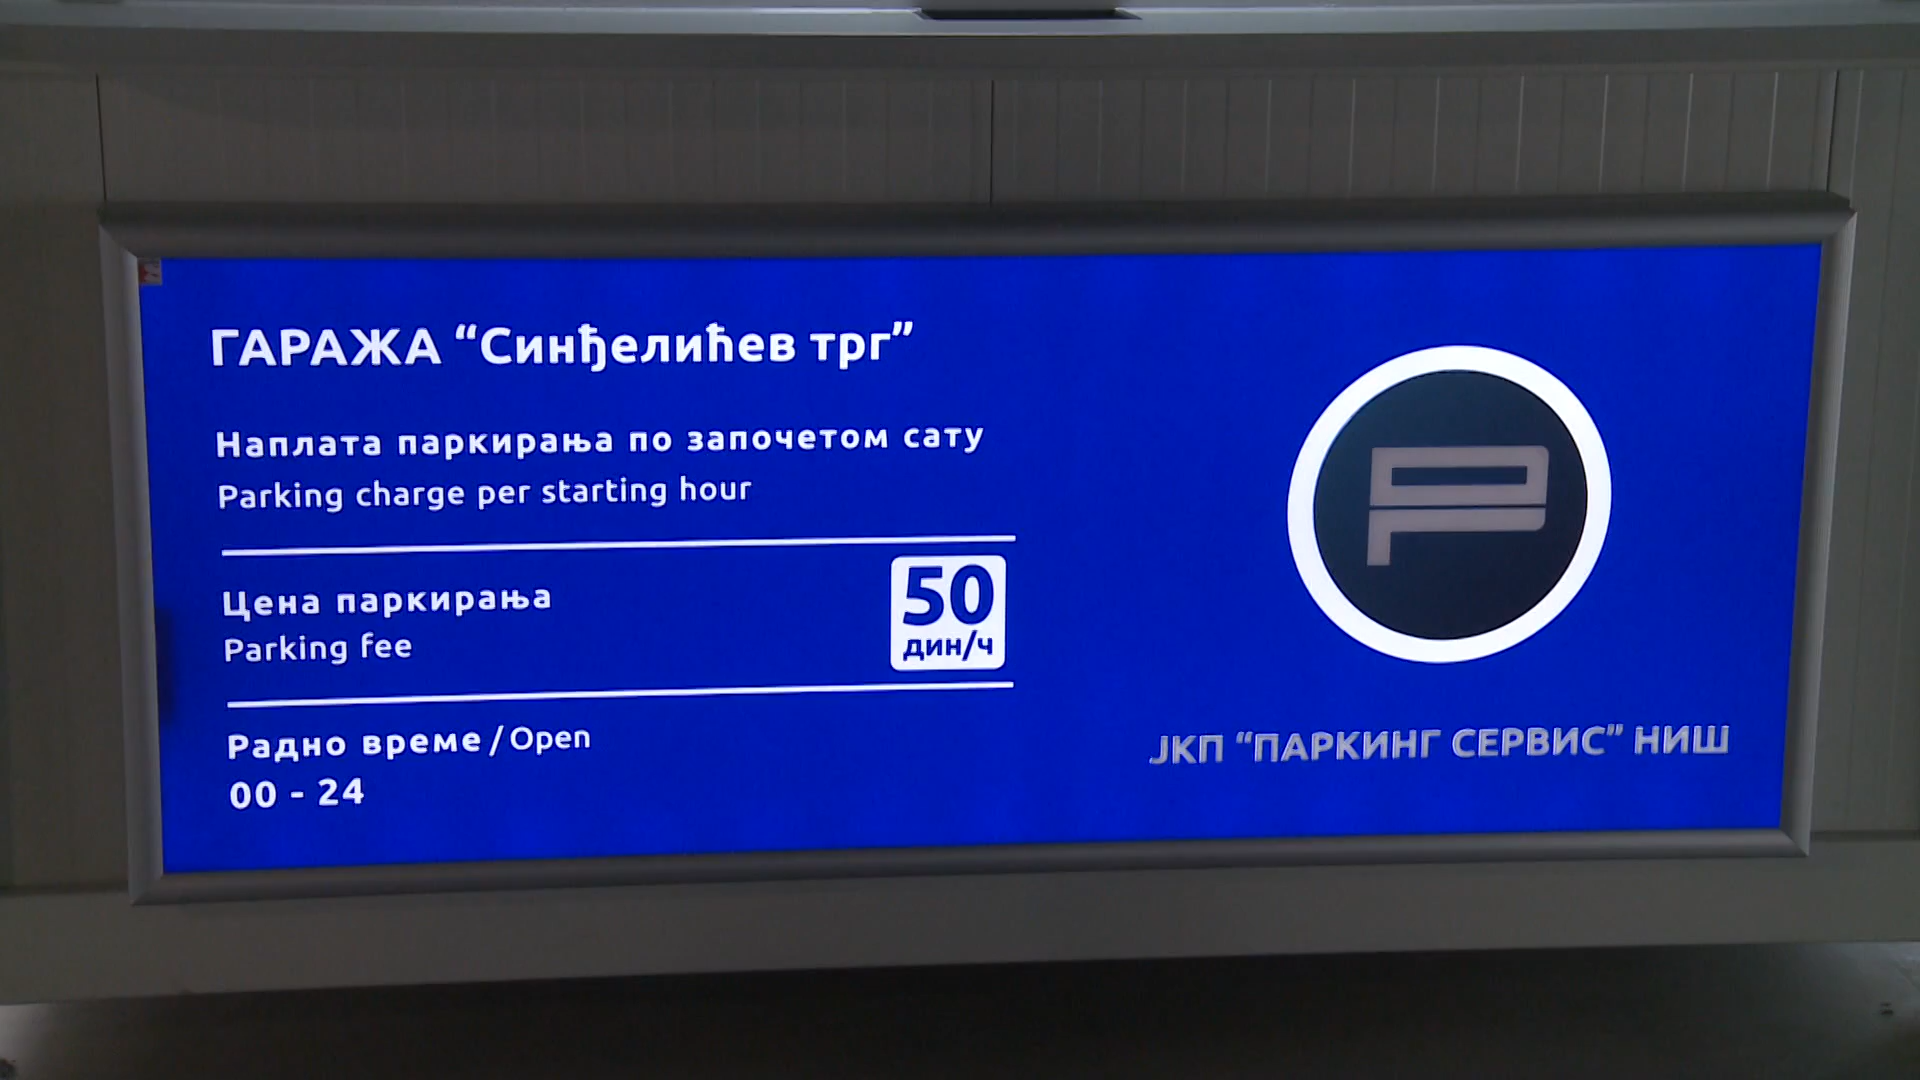 ГАРАЖА “Синђелићев трг”
Наплата паркирања по започетом сату
Parking charge per starting hour
Цена паркирања
Parking fee
50
дин/ч
Радно време / Open
00 - 24
P
ЈКП “ПАРКИНГ СЕРВИС” НИШ